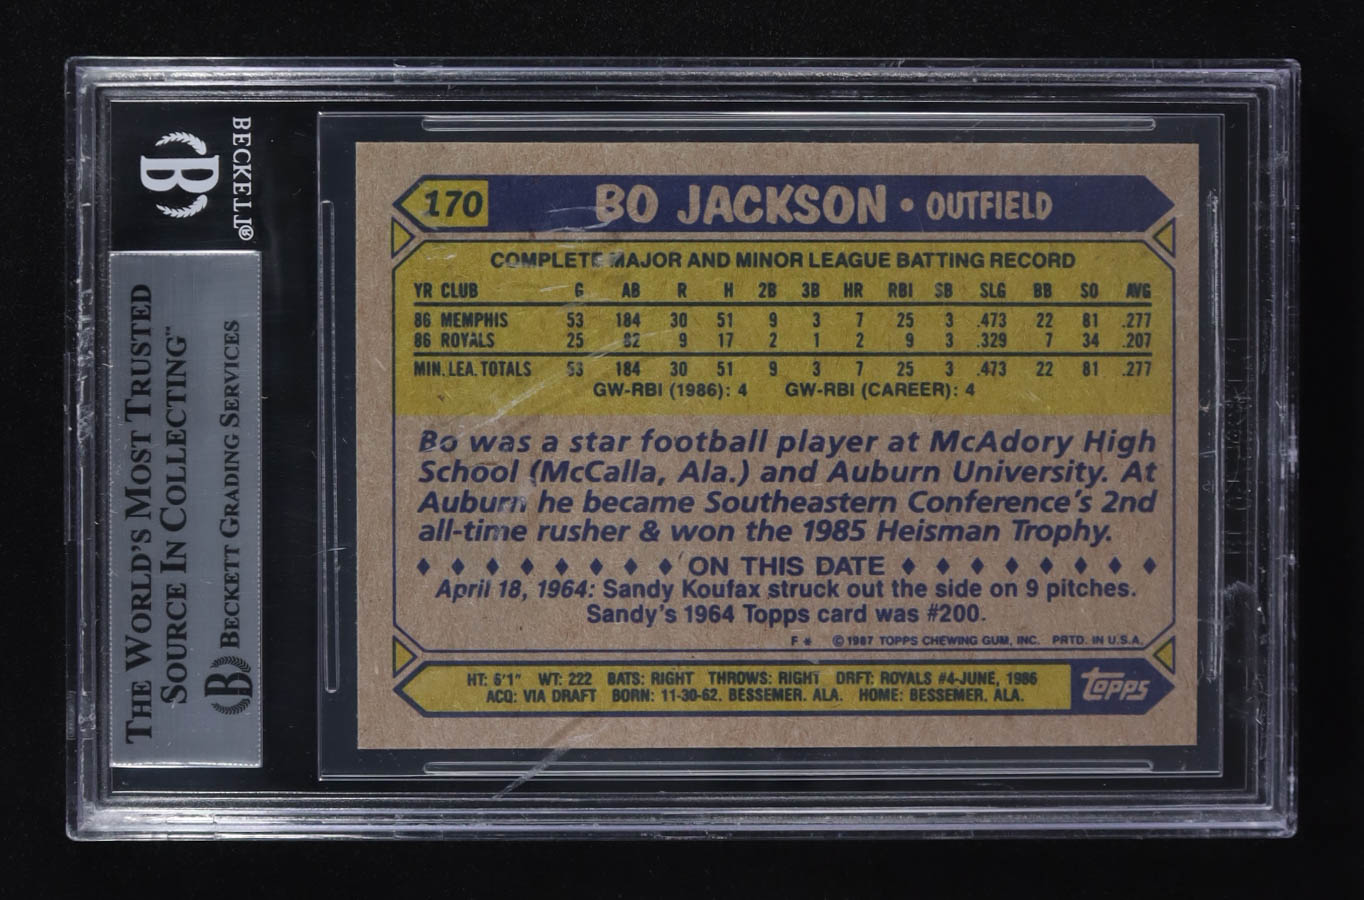 BECKETT®
B
THE WORLD'S MOST TRUSTED
SOURCE IN COLLECTING™
B BECKETT GRADING SERVICES
170 BO JACKSON • OUTFIELD
COMPLETE MAJOR AND MINOR LEAGUE BATTING RECORD
YR CLUB G AB R H 2B 3B HR RBI SB SLG BB SO AVG
86 MEMPHIS 53 184 30 51 9 3 7 25 3 .473 22 81 .277
86 ROYALS 25 82 9 17 2 1 2 9 3 .329 7 34 .207
MIN. LEA. TOTALS 53 184 30 51 9 3 7 25 3 .473 22 81 .277
GW-RBI (1986): 4 GW-RBI (CAREER): 4
Bo was a star football player at McAdory High
School (McCalla, Ala.) and Auburn University. At
Auburn he became Southeastern Conference's 2nd
all-time rusher & won the 1985 Heisman Trophy.
ON THIS DATE
April 18, 1964: Sandy Koufax struck out the side on 9 pitches.
Sandy's 1964 Topps card was #200.
F * ©1987 TOPPS CHEWING GUM, INC. PRTD. IN U.S.A.
HT: 6'1" WT: 222 BATS: RIGHT THROWS: RIGHT DRFT: ROYALS #4-JUNE, 1986
ACQ: VIA DRAFT BORN: 11-30-62, BESSEMER, ALA. HOME: BESSEMER, ALA.
topps